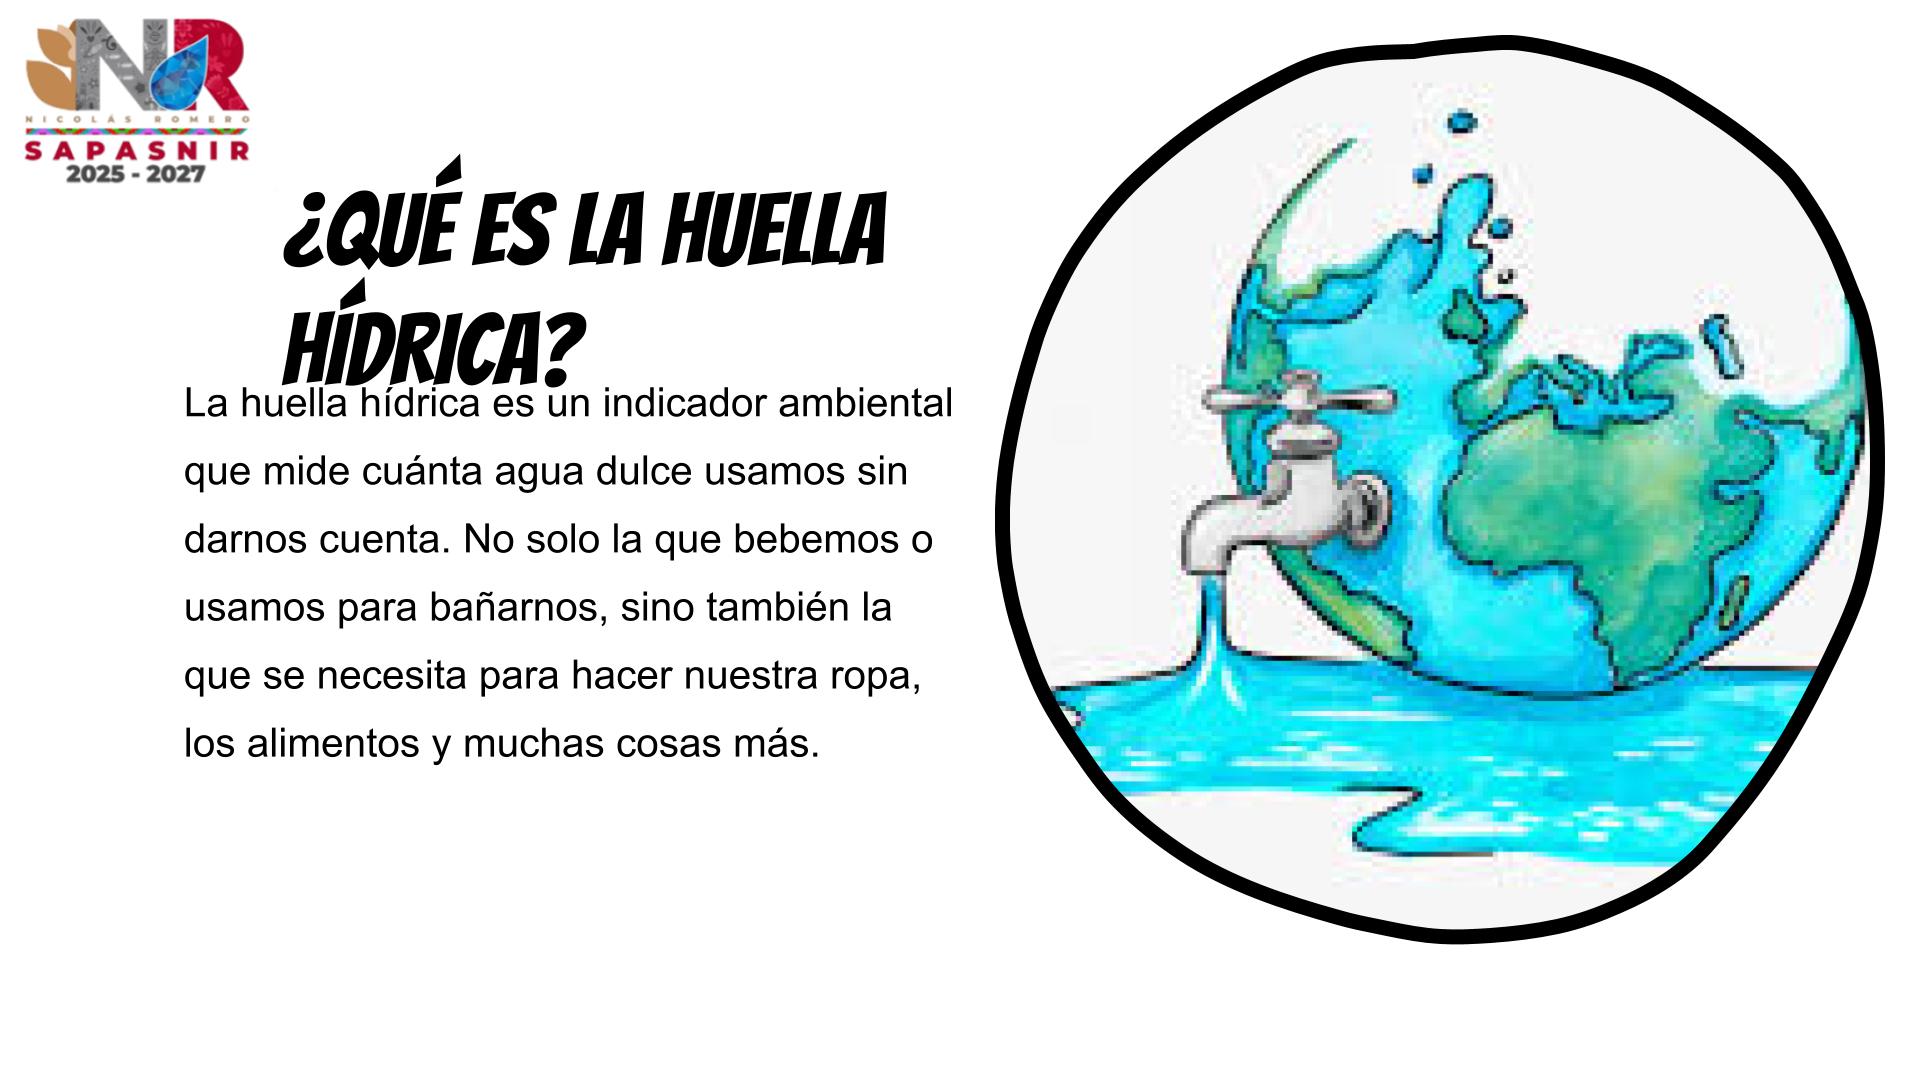 NR
NICOLÁS ROMERO
SAPASNIR
2025 - 2027
¿QUÉ ES LA HUELLA
HÍDRICA?
La huella hídrica es un indicador ambiental
que mide cuánta agua dulce usamos sin
darnos cuenta. No solo la que bebemos o
usamos para bañarnos, sino también la
que se necesita para hacer nuestra ropa,
los alimentos y muchas cosas más.